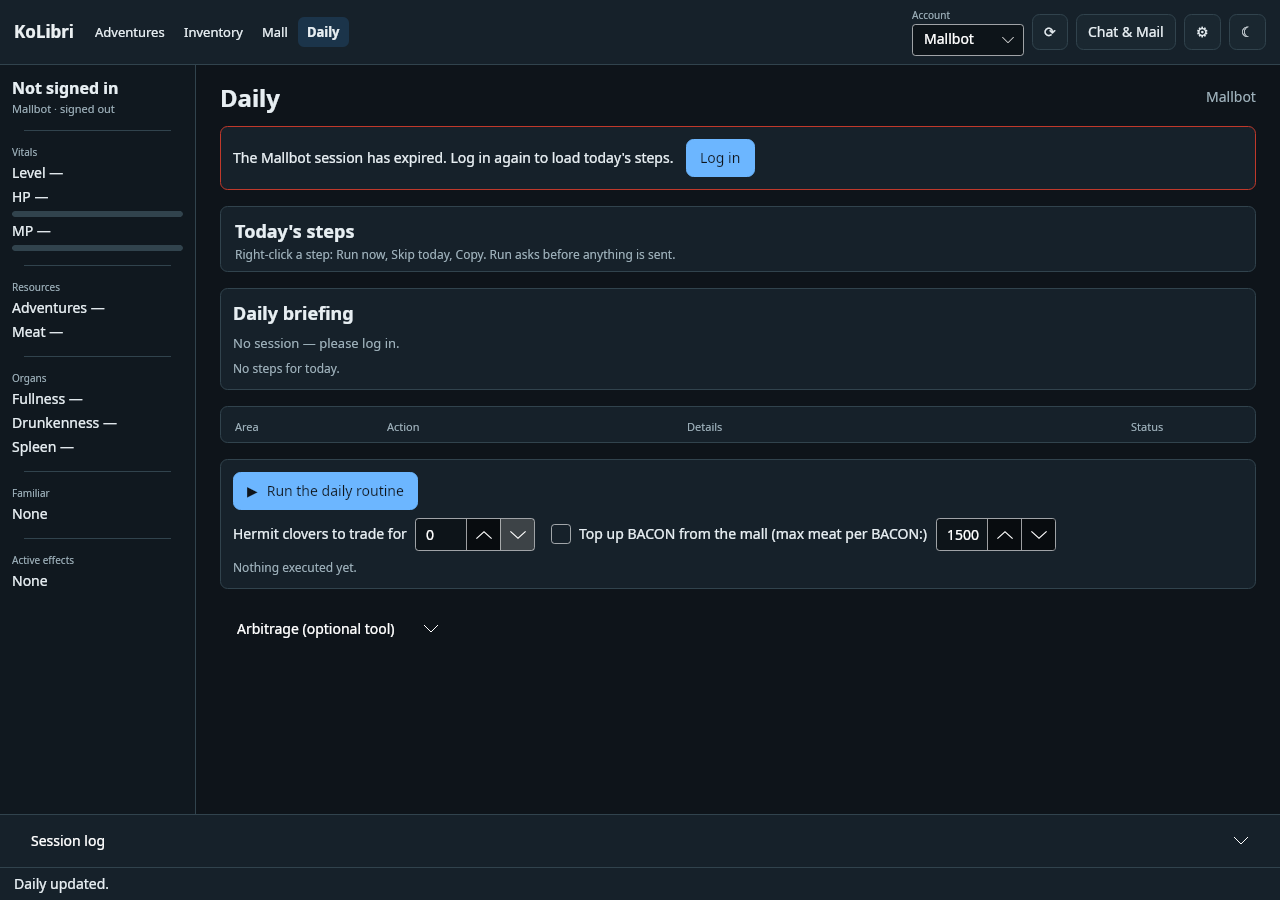 KoLibri Adventures Inventory Mall Daily
Account
Mallbot
Chat & Mail
Not signed in
Mallbot · signed out
Vitals
Level —
HP —
MP —
Resources
Adventures —
Meat —
Organs
Fullness —
Drunkenness —
Spleen —
Familiar
None
Active effects
None
Daily
Mallbot
The Mallbot session has expired. Log in again to load today's steps. Log in
Today's steps
Right-click a step: Run now, Skip today, Copy. Run asks before anything is sent.
Daily briefing
No session — please log in.
No steps for today.
Area Action Details Status
▶ Run the daily routine
Hermit clovers to trade for 0 Top up BACON from the mall (max meat per BACON:) 1500
Nothing executed yet.
Arbitrage (optional tool)
Session log
Daily updated.